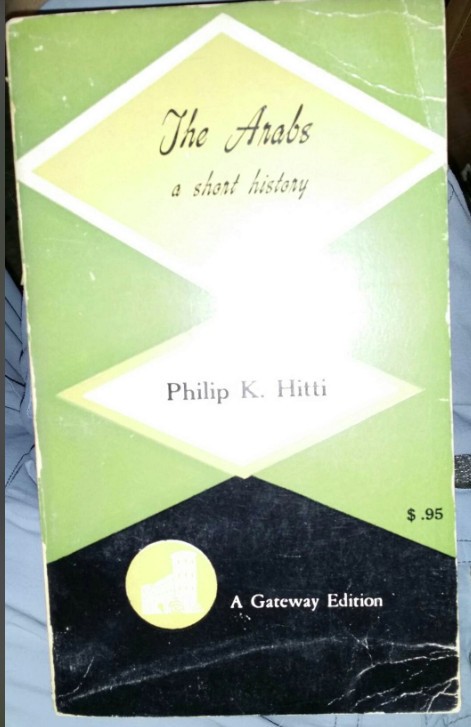 The Arabs
a short history
Philip K. Hitti
$ .95
A Gateway Edition